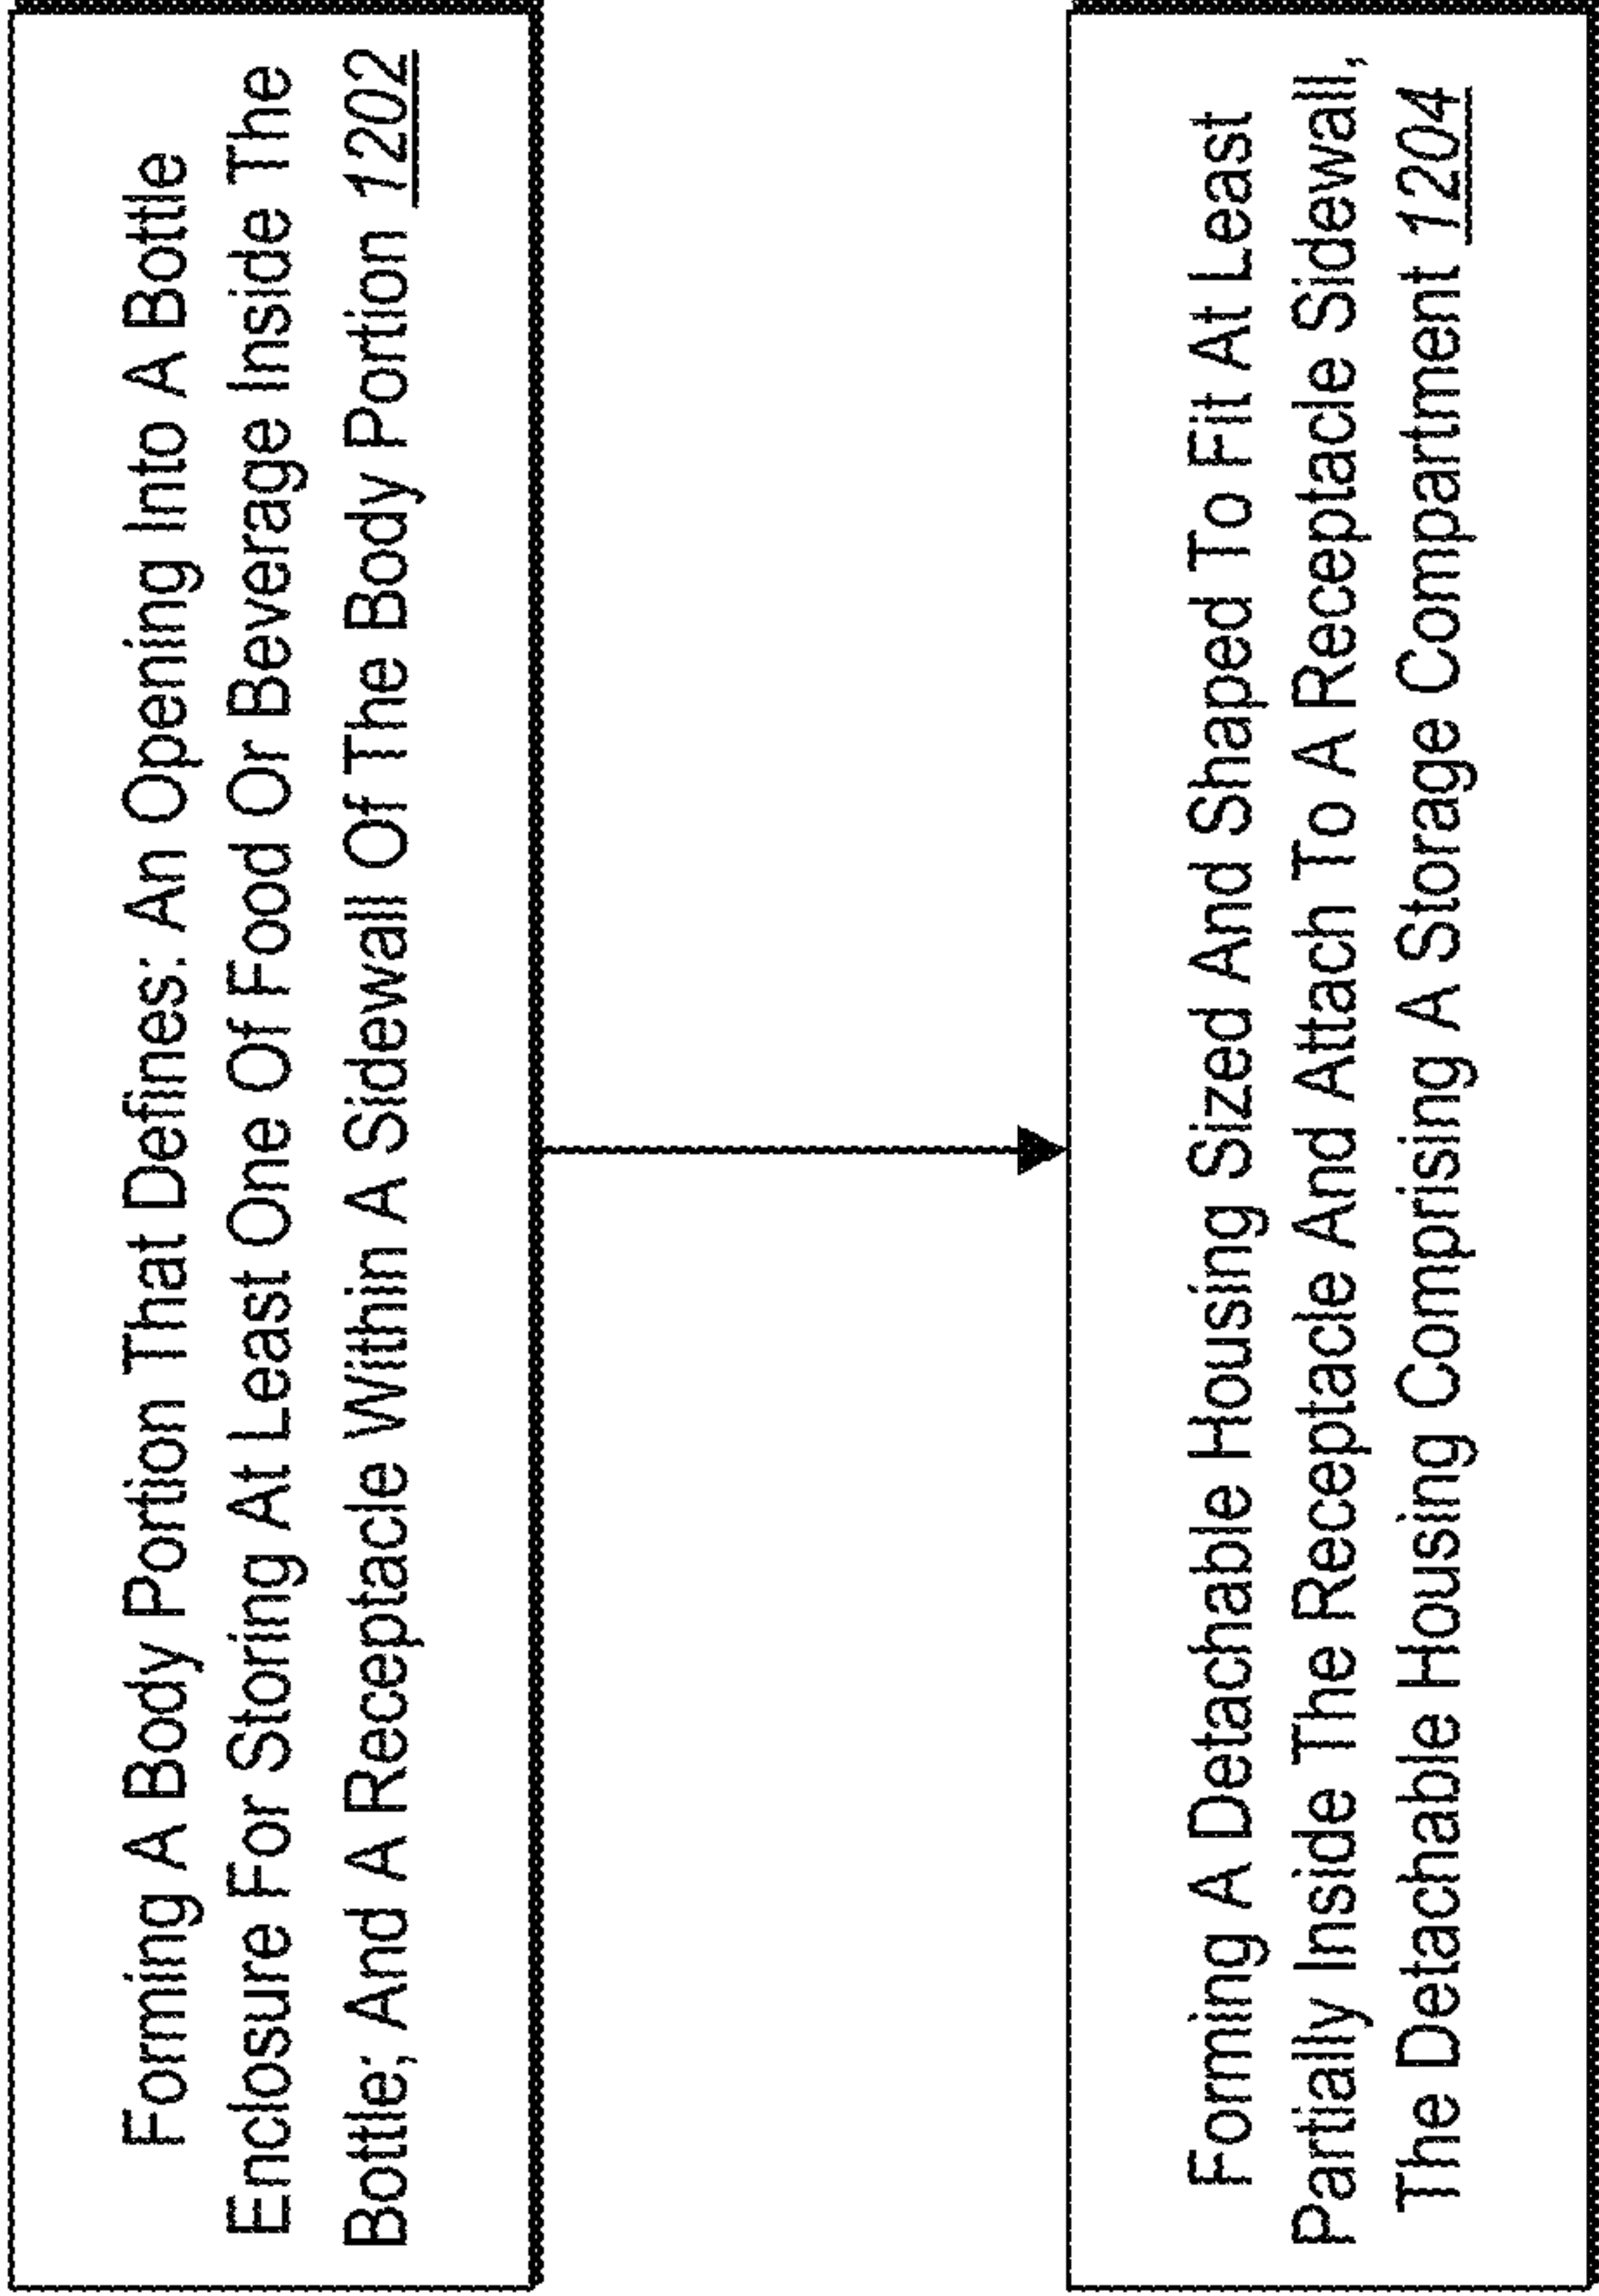 Forming A Body Portion That Defines: An Opening Into A Bottle
Enclosure For Storing At Least One Of Food Or Beverage Inside The
Bottle; And A Receptacle Within A Sidewall Of The Body Portion 1202
Forming A Detachable Housing Sized And Shaped To Fit At Least
Partially Inside The Receptacle And Attach To A Receptacle Sidewall,
The Detachable Housing Comprising A Storage Compartment 1204